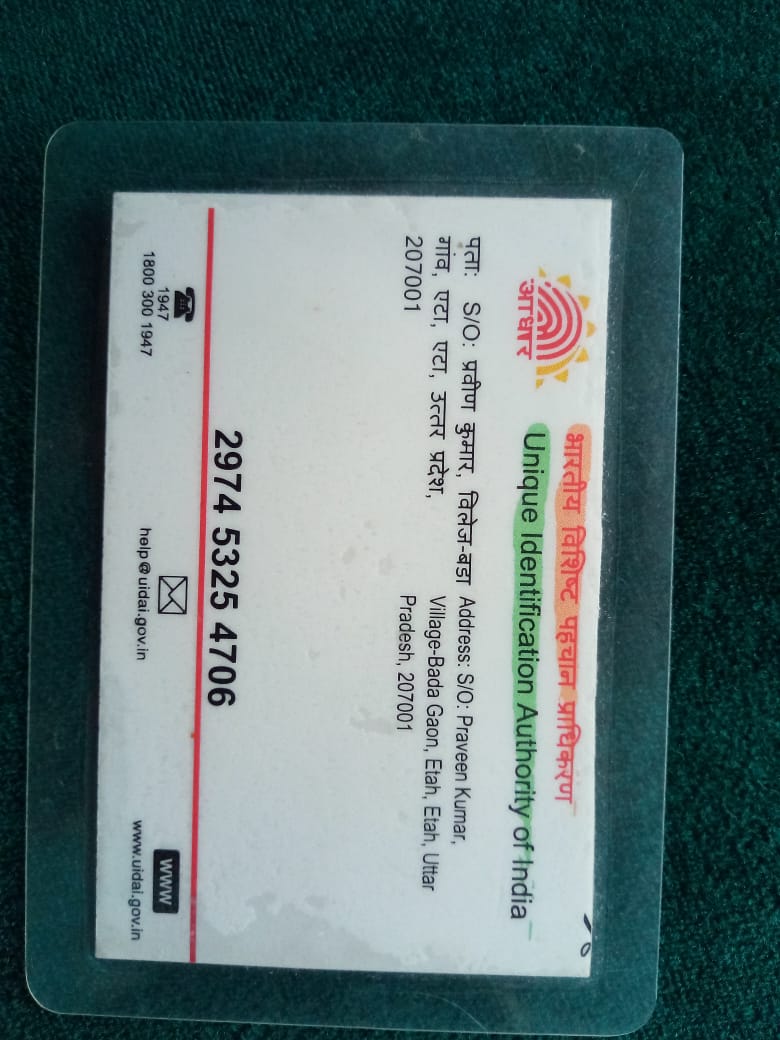 भारतीय विशिष्ट पहचान प्राधिकरण
Unique Identification Authority of India
आधार
पता: S/O: प्रवीण कुमार, विलेज-बडा
गांव, एटा, एटा, उत्तर प्रदेश,
207001
Address: S/O: Praveen Kumar,
Village-Bada Gaon, Etah, Etah, Uttar
Pradesh, 207001
2974 5325 4706
1947
1800 300 1947
help@uidai.gov.in
www
www.uidai.gov.in